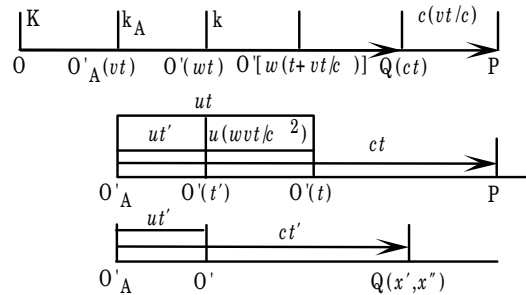 K k_A k c(vt/c)
O O'_A(vt) O'(wt) O'[w(t+vt/c )] Q(ct) P
ut
ut' u(wvt/c ²) ct
O'_A O'(t') O'(t) P
ut' ct'
O'_A O' Q(x',x")